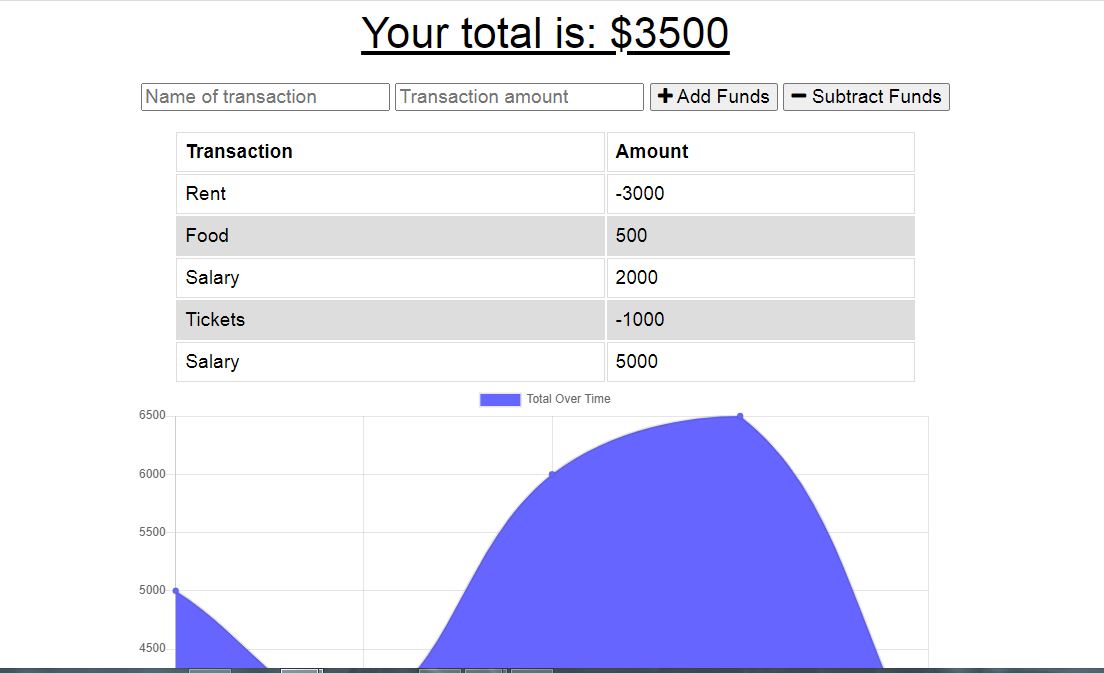 Your total is: $3500
Name of transaction Transaction amount Add Funds Subtract Funds
Transaction Amount
Rent -3000
Food 500
Salary 2000
Tickets -1000
Salary 5000
Total Over Time
6500
6000
5500
5000
4500